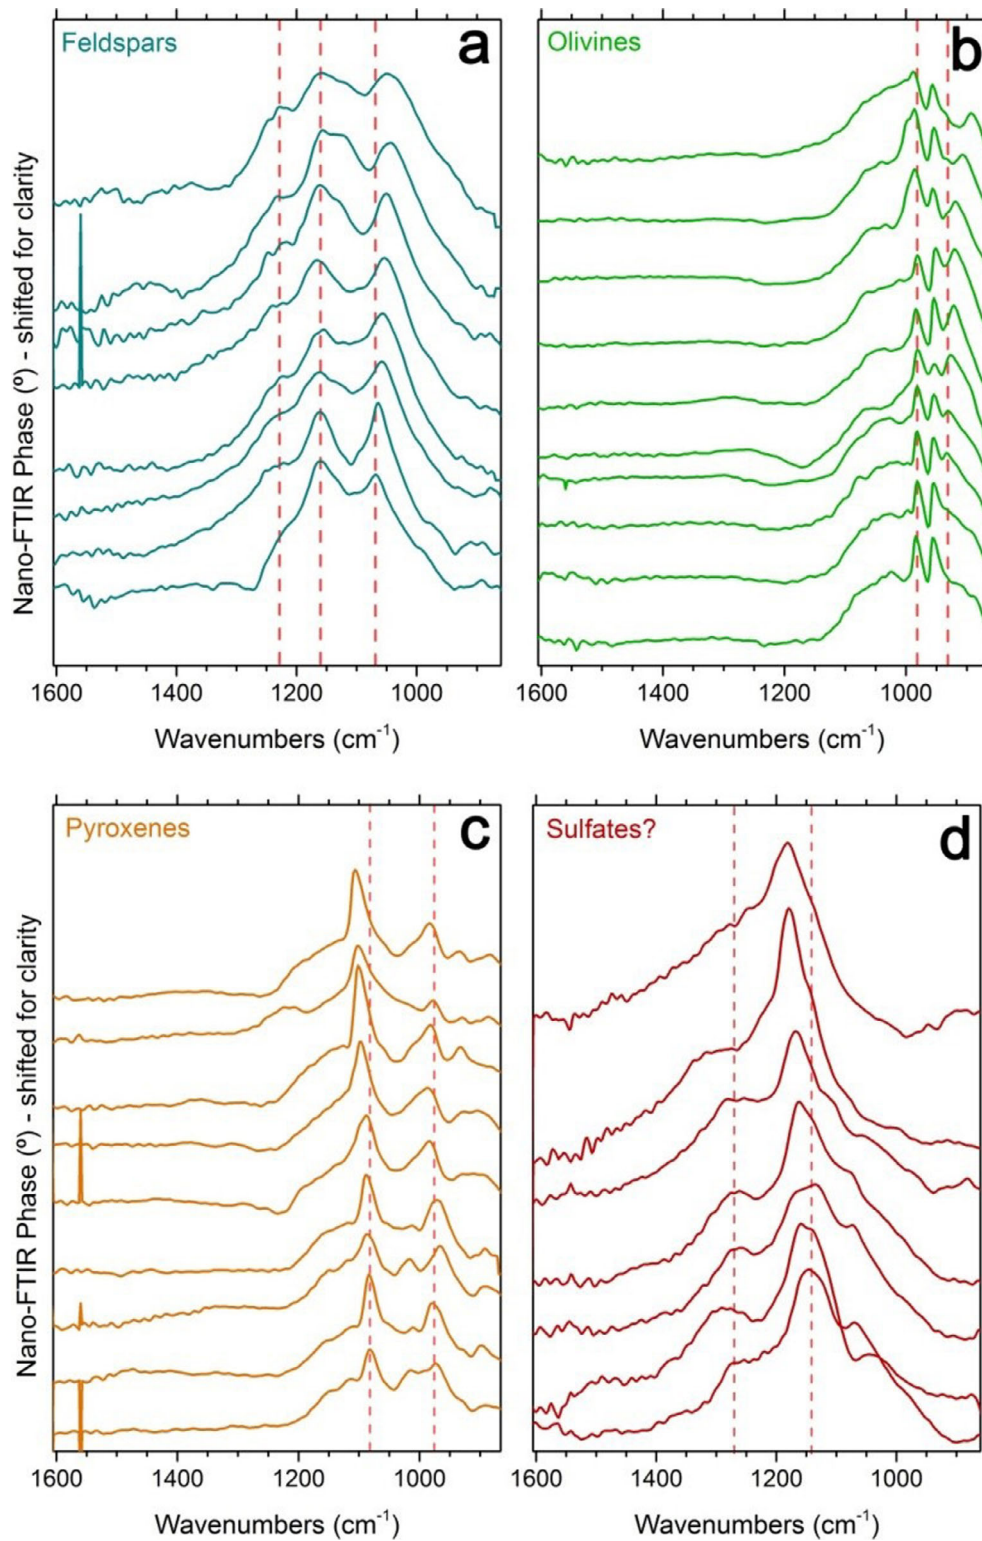 Feldspars
a
Olivines
b
Nano-FTIR Phase (º) - shifted for clarity
1600 1400 1200 1000
1600 1400 1200 1000
Wavenumbers (cm-1)
Wavenumbers (cm-1)
Pyroxenes
c
Sulfates?
d
Nano-FTIR Phase (º) - shifted for clarity
1600 1400 1200 1000
1600 1400 1200 1000
Wavenumbers (cm-1)
Wavenumbers (cm-1)